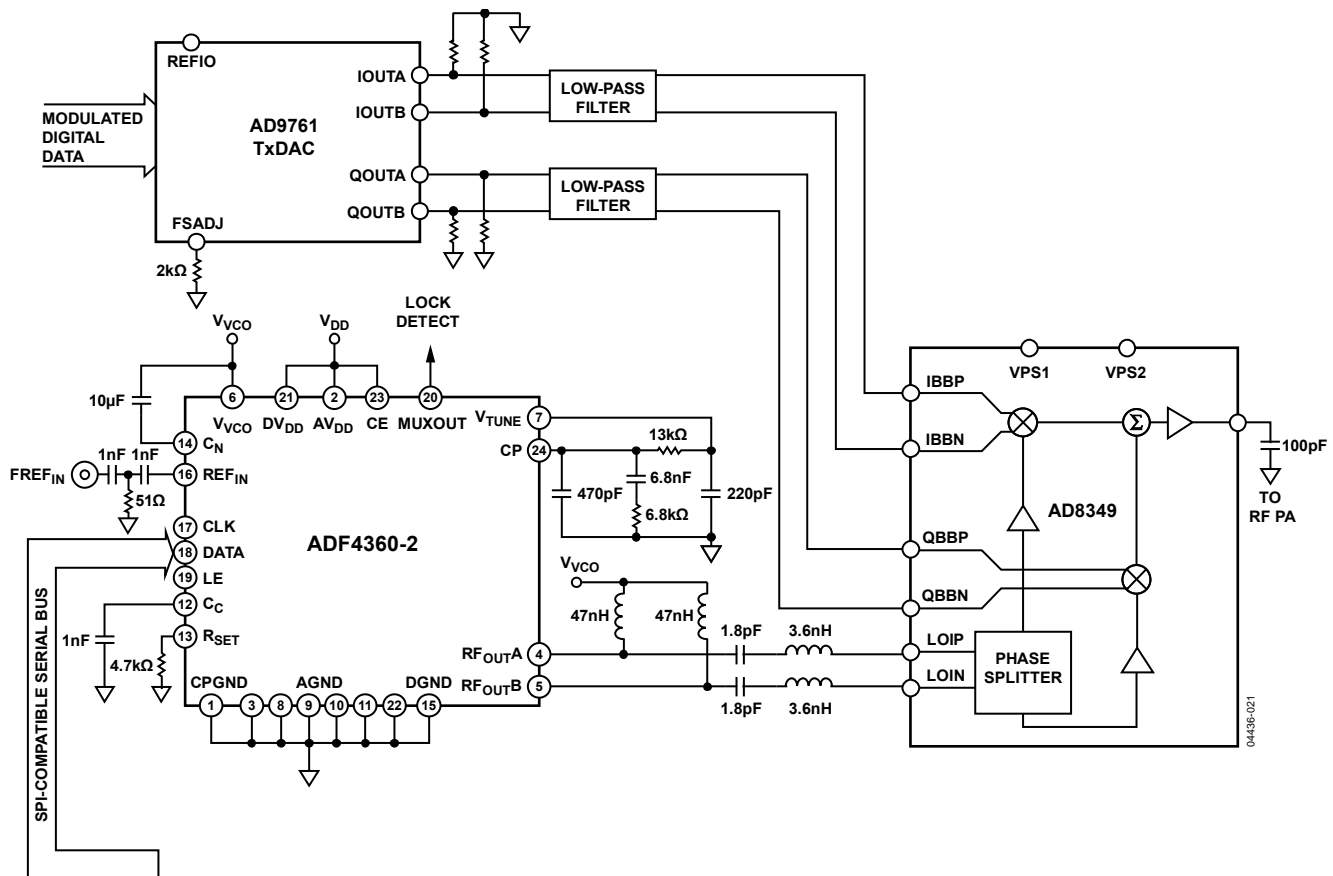 REFIO
IOUTA
IOUTB
LOW-PASS
FILTER
MODULATED
DIGITAL
DATA
AD9761
TxDAC
QOUTA
QOUTB
LOW-PASS
FILTER
FSADJ
2kΩ
LOCK
DETECT
VVCO
VDD
10µF
6
21
2
23
20
VVCO
DVDD
AVDD
CE
MUXOUT
VTUNE
7
14
CN
CP
24
13kΩ
1nF
1nF
FREFIN
16
REFIN
51Ω
470pF
6.8nF
6.8kΩ
220pF
17
CLK
18
DATA
19
LE
ADF4360-2
12
CC
1nF
13
RSET
4.7kΩ
VVCO
47nH
47nH
1.8pF
3.6nH
RFOUTA
4
RFOUTB
5
1.8pF
3.6nH
CPGND
AGND
DGND
1
3
8
9
10
11
22
15
SPI-COMPATIBLE SERIAL BUS
VPS1
VPS2
IBBP
IBBN
Σ
100pF
TO
RF PA
AD8349
QBBP
QBBN
LOIP
LOIN
PHASE
SPLITTER
04436-021